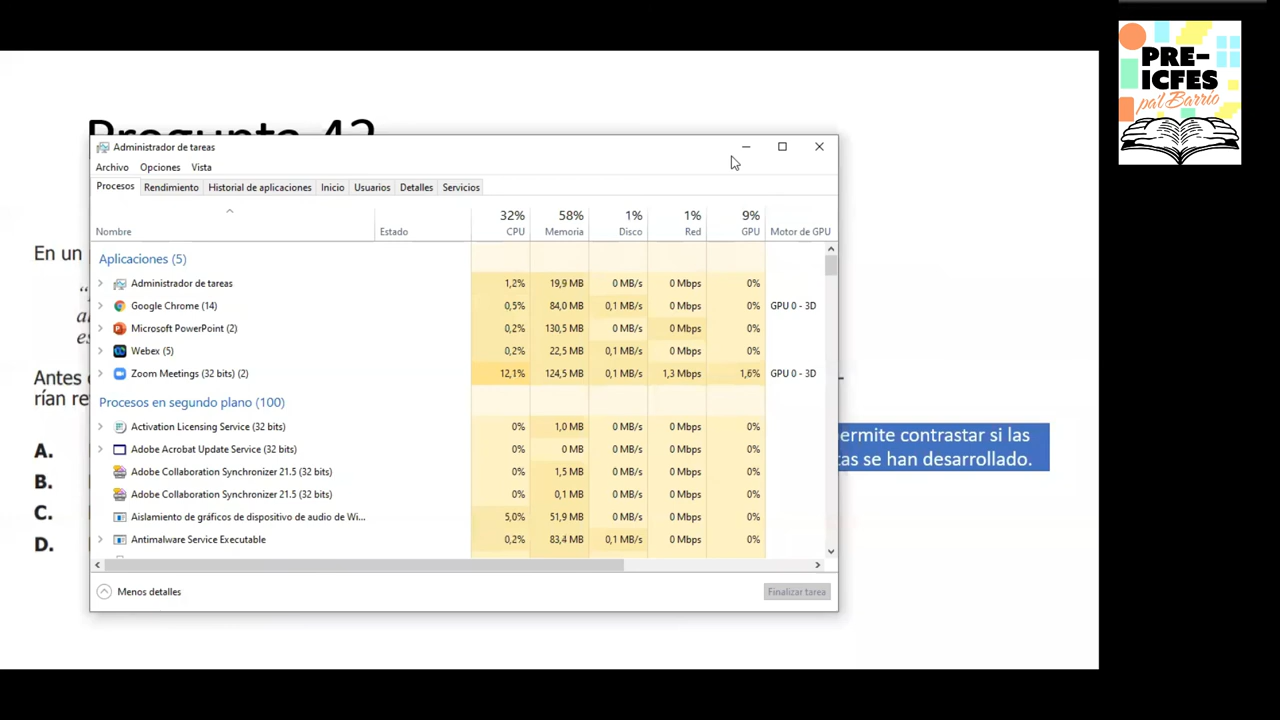 PRE-
ICFES
pa'l Barrio
Pregunta 42
Administrador de tareas
Archivo Opciones Vista
Procesos Rendimiento Historial de aplicaciones Inicio Usuarios Detalles Servicios
32% 58% 1% 1% 9%
Nombre Estado CPU Memoria Disco Red GPU Motor de GPU
En un
Aplicaciones (5)
Administrador de tareas 1,2% 19,9 MB 0 MB/s 0 Mbps 0%
Google Chrome (14) 0,5% 84,0 MB 0,1 MB/s 0 Mbps 0% GPU 0 - 3D
Microsoft PowerPoint (2) 0,2% 130,5 MB 0 MB/s 0 Mbps 0%
Webex (5) 0,2% 22,5 MB 0,1 MB/s 0 Mbps 0%
Antes
Zoom Meetings (32 bits) (2) 12,1% 124,5 MB 0,1 MB/s 1,3 Mbps 1,6% GPU 0 - 3D
rían
Procesos en segundo plano (100)
Activation Licensing Service (32 bits) 0% 1,0 MB 0 MB/s 0 Mbps 0%
ermite contrastar si las
A.
Adobe Acrobat Update Service (32 bits) 0% 0 MB 0 MB/s 0 Mbps 0%
tas se han desarrollado.
Adobe Collaboration Synchronizer 21.5 (32 bits) 0% 1,5 MB 0 MB/s 0 Mbps 0%
B.
Adobe Collaboration Synchronizer 21.5 (32 bits) 0% 0,1 MB 0 MB/s 0 Mbps 0%
C.
Aislamiento de gráficos de dispositivo de audio de Wi... 5,0% 51,9 MB 0 MB/s 0 Mbps 0%
D.
Antimalware Service Executable 0,2% 83,4 MB 0,1 MB/s 0 Mbps 0%
Menos detalles Finalizar tarea